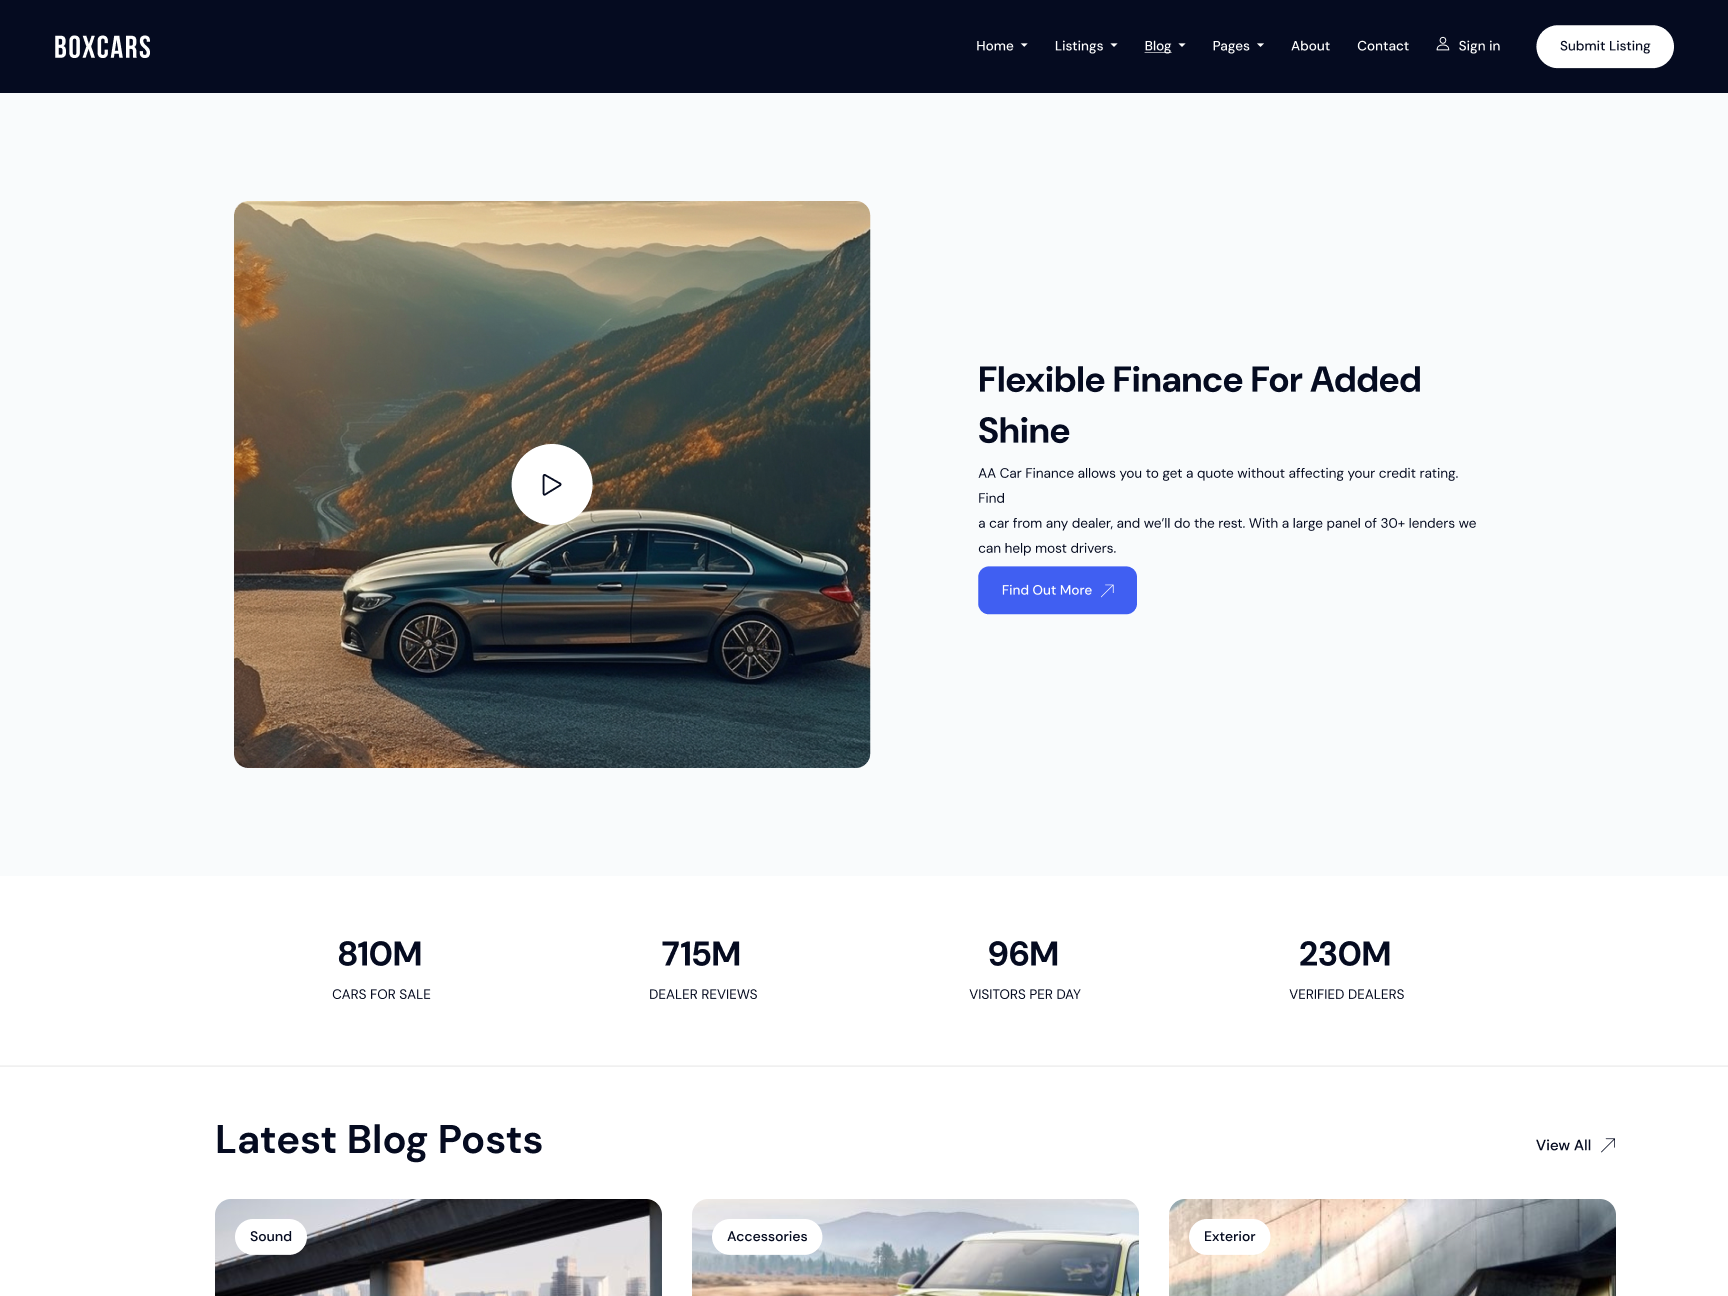 BOXCARS
Home
Listings
Blog
Pages
About
Contact
Sign in
Submit Listing
Flexible Finance For Added
Shine
AA Car Finance allows you to get a quote without affecting your credit rating.
Find
a car from any dealer, and we'll do the rest. With a large panel of 30+ lenders we
can help most drivers.
Find Out More
810M
CARS FOR SALE
715M
DEALER REVIEWS
96M
VISITORS PER DAY
230M
VERIFIED DEALERS
Latest Blog Posts
View All
Sound
Accessories
Exterior